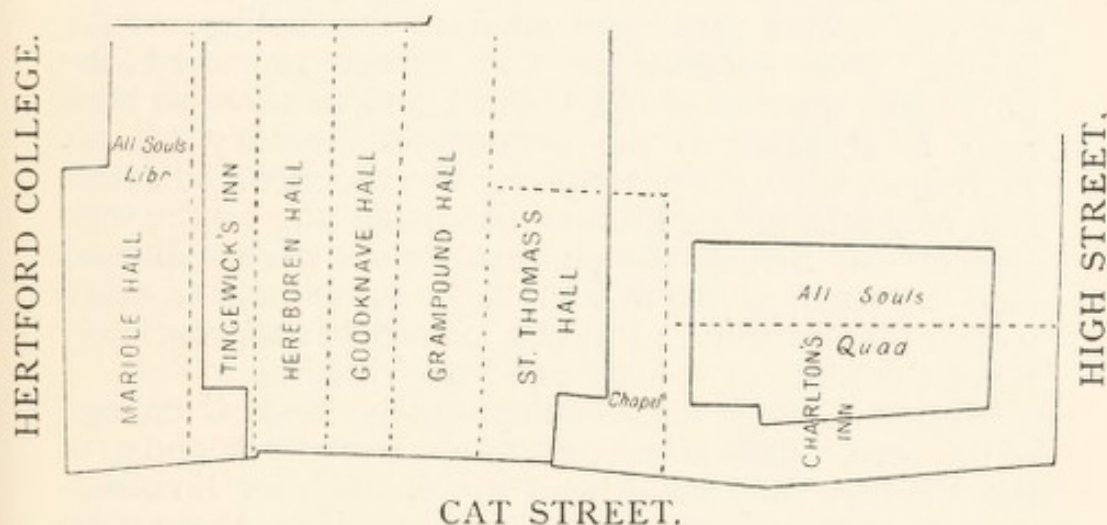 HERTFORD COLLEGE.
All Souls
Libr
MARIOLE HALL
TINGEWICK'S INN
HEREBOREN HALL
GOODKNAVE HALL
GRAMPOUND HALL
ST. THOMAS'S
HALL
Chapel
All Souls
Quad
CHARLTON'S
INN
HIGH STREET.
CAT STREET.